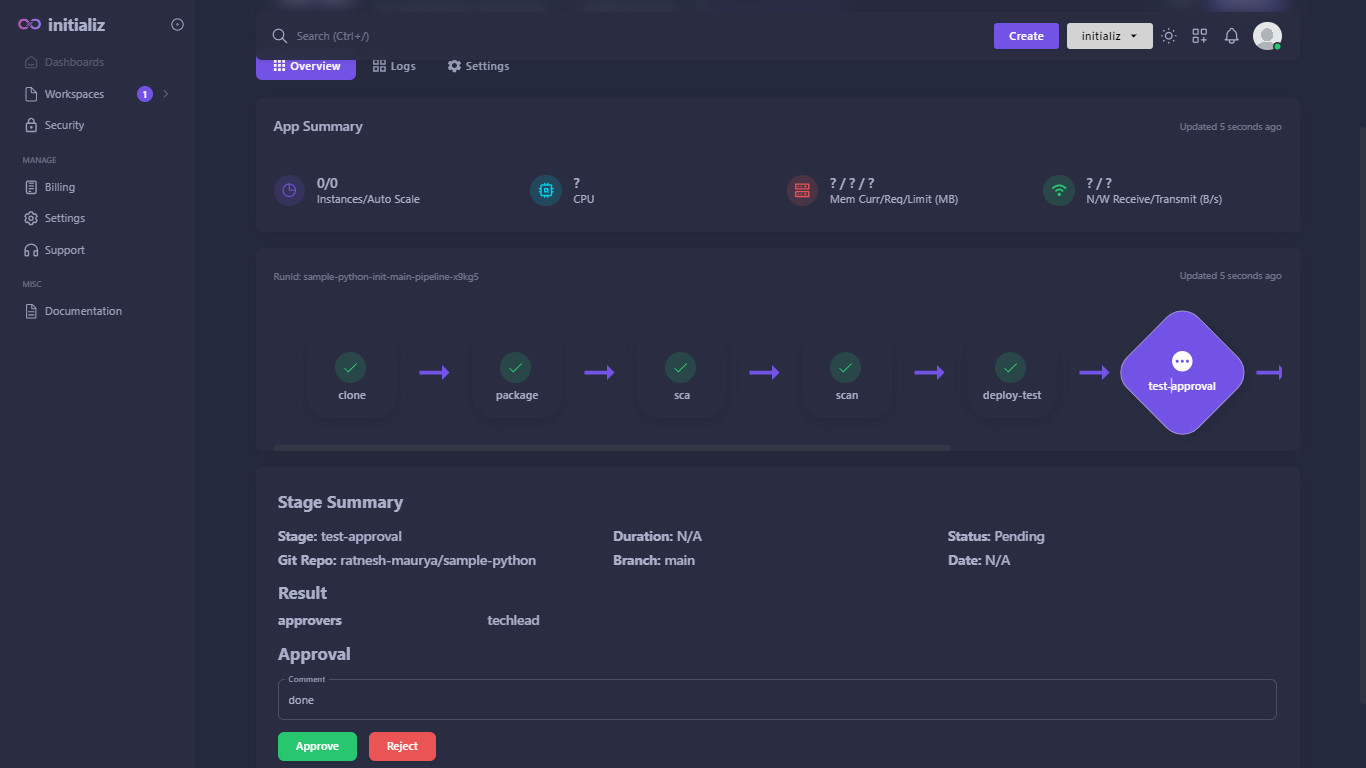 initializ
Search (Ctrl+/)
Create
initializ
Dashboards
Workspaces
1
Security
MANAGE
Billing
Settings
Support
MISC
Documentation
Overview
Logs
Settings
App Summary
Updated 5 seconds ago
0/0
Instances/Auto Scale
?
CPU
? / ? / ?
Mem Curr/Req/Limit (MB)
? / ?
N/W Receive/Transmit (B/s)
RunId: sample-python-init-main-pipeline-x9kg5
Updated 5 seconds ago
clone
package
sca
scan
deploy-test
test-approval
Stage Summary
Stage: test-approval
Duration: N/A
Status: Pending
Git Repo: ratnesh-maurya/sample-python
Branch: main
Date: N/A
Result
approvers
techlead
Approval
Comment
done
Approve
Reject